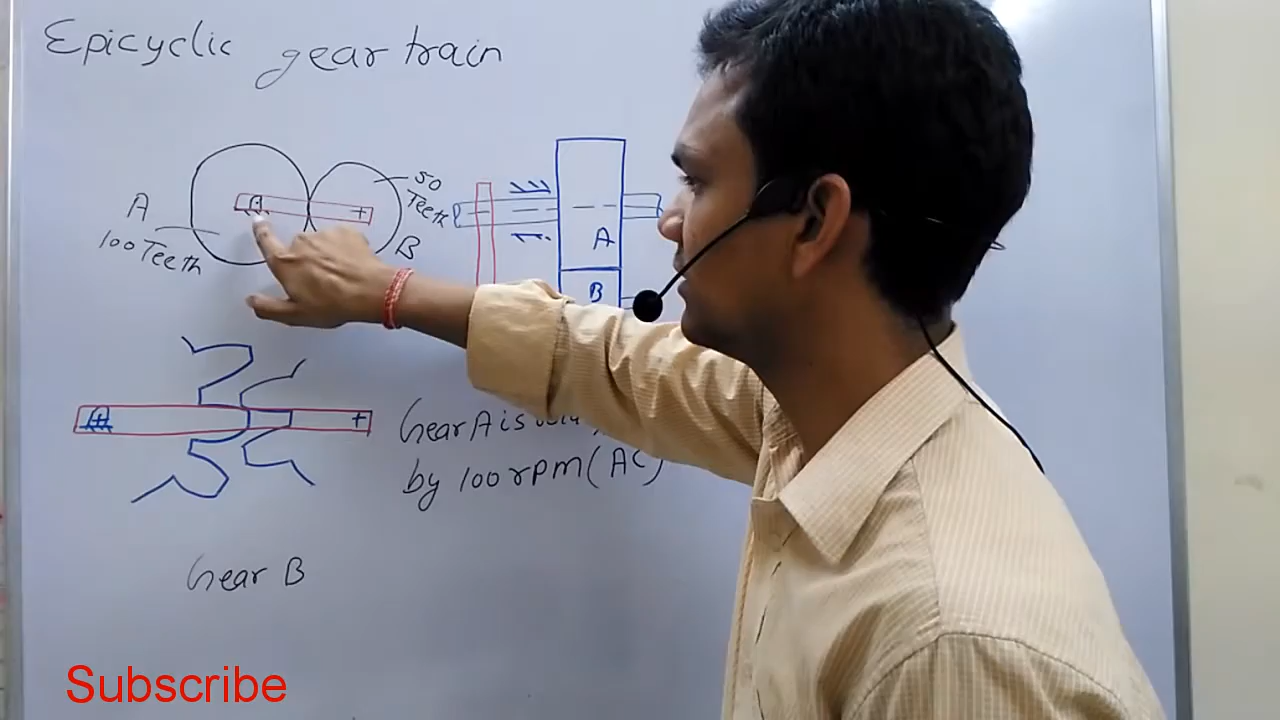 Epicyclic gear train
50
Teeth
A
100 Teeth
B
A
B
Gear A is
by 100 rpm (AC)
Gear B
Subscribe